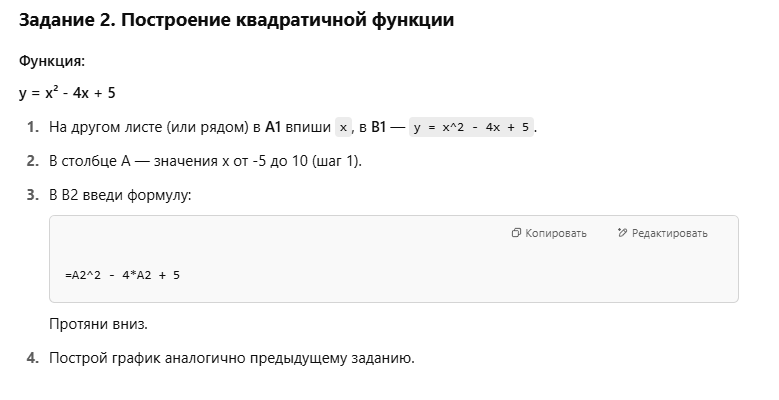 Задание 2. Построение квадратичной функции
Функция:
y = x² - 4x + 5
1. На другом листе (или рядом) в A1 впиши x, в B1 — y = x^2 - 4x + 5.
2. В столбце A — значения x от -5 до 10 (шаг 1).
3. В B2 введи формулу:
Копировать Редактировать
=A2^2 - 4*A2 + 5
Протяни вниз.
4. Построй график аналогично предыдущему заданию.